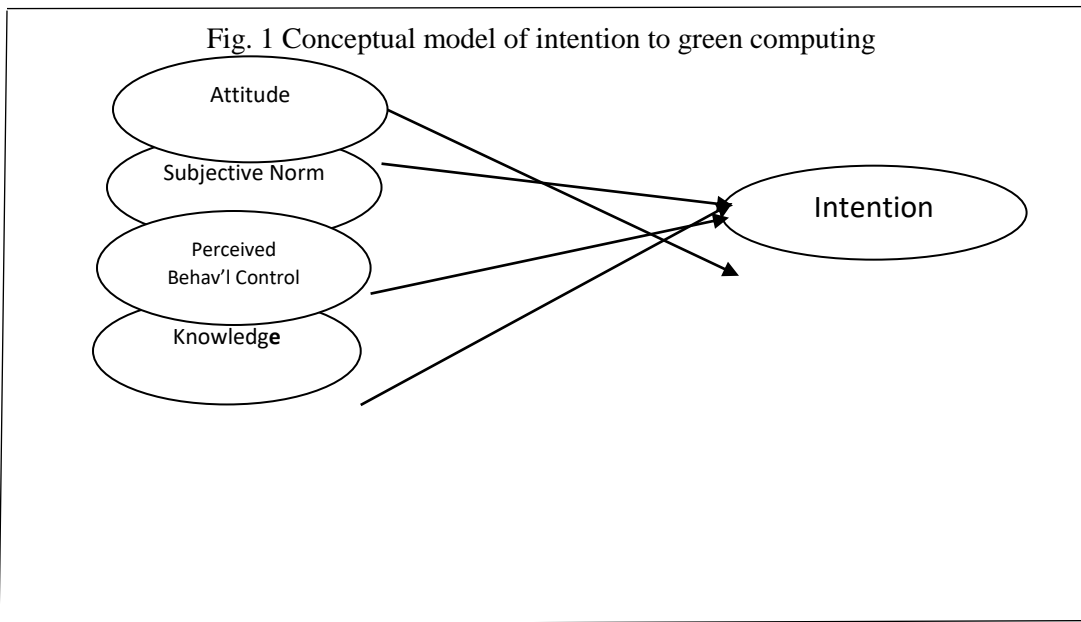 Fig. 1 Conceptual model of intention to green computing
Attitude
Subjective Norm
Perceived
Behav’l Control
Knowledge
Intention